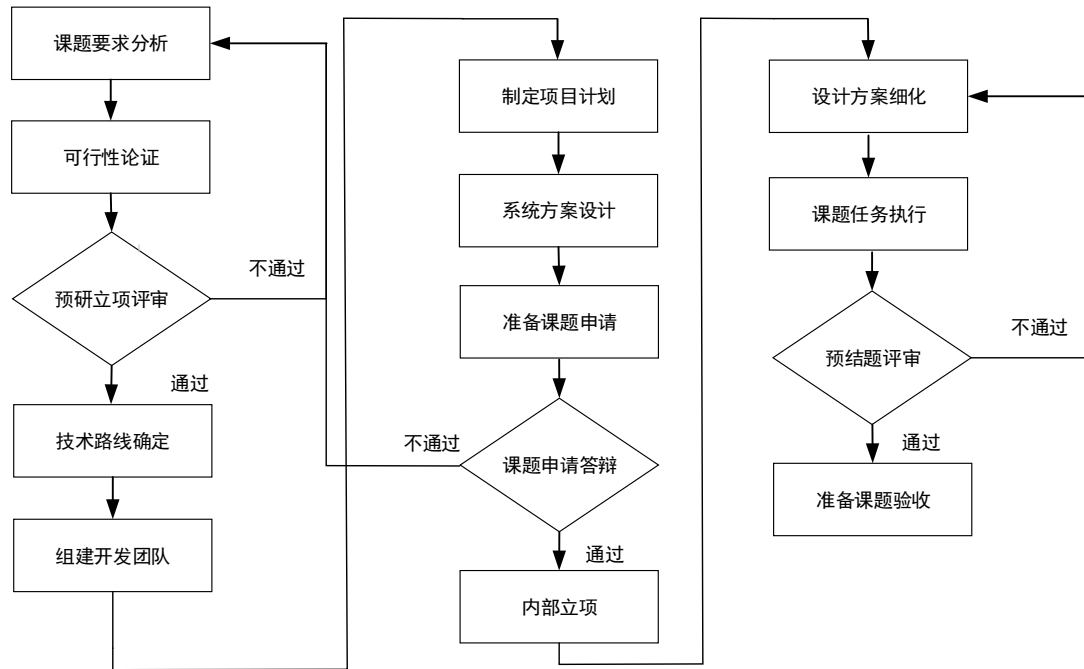 课题要求分析
可行性论证
预研立项评审
不通过
通过
技术路线确定
组建开发团队
制定项目计划
系统方案设计
准备课题申请
不通过
课题申请答辩
通过
内部立项
设计方案细化
课题任务执行
预结题评审
不通过
通过
准备课题验收